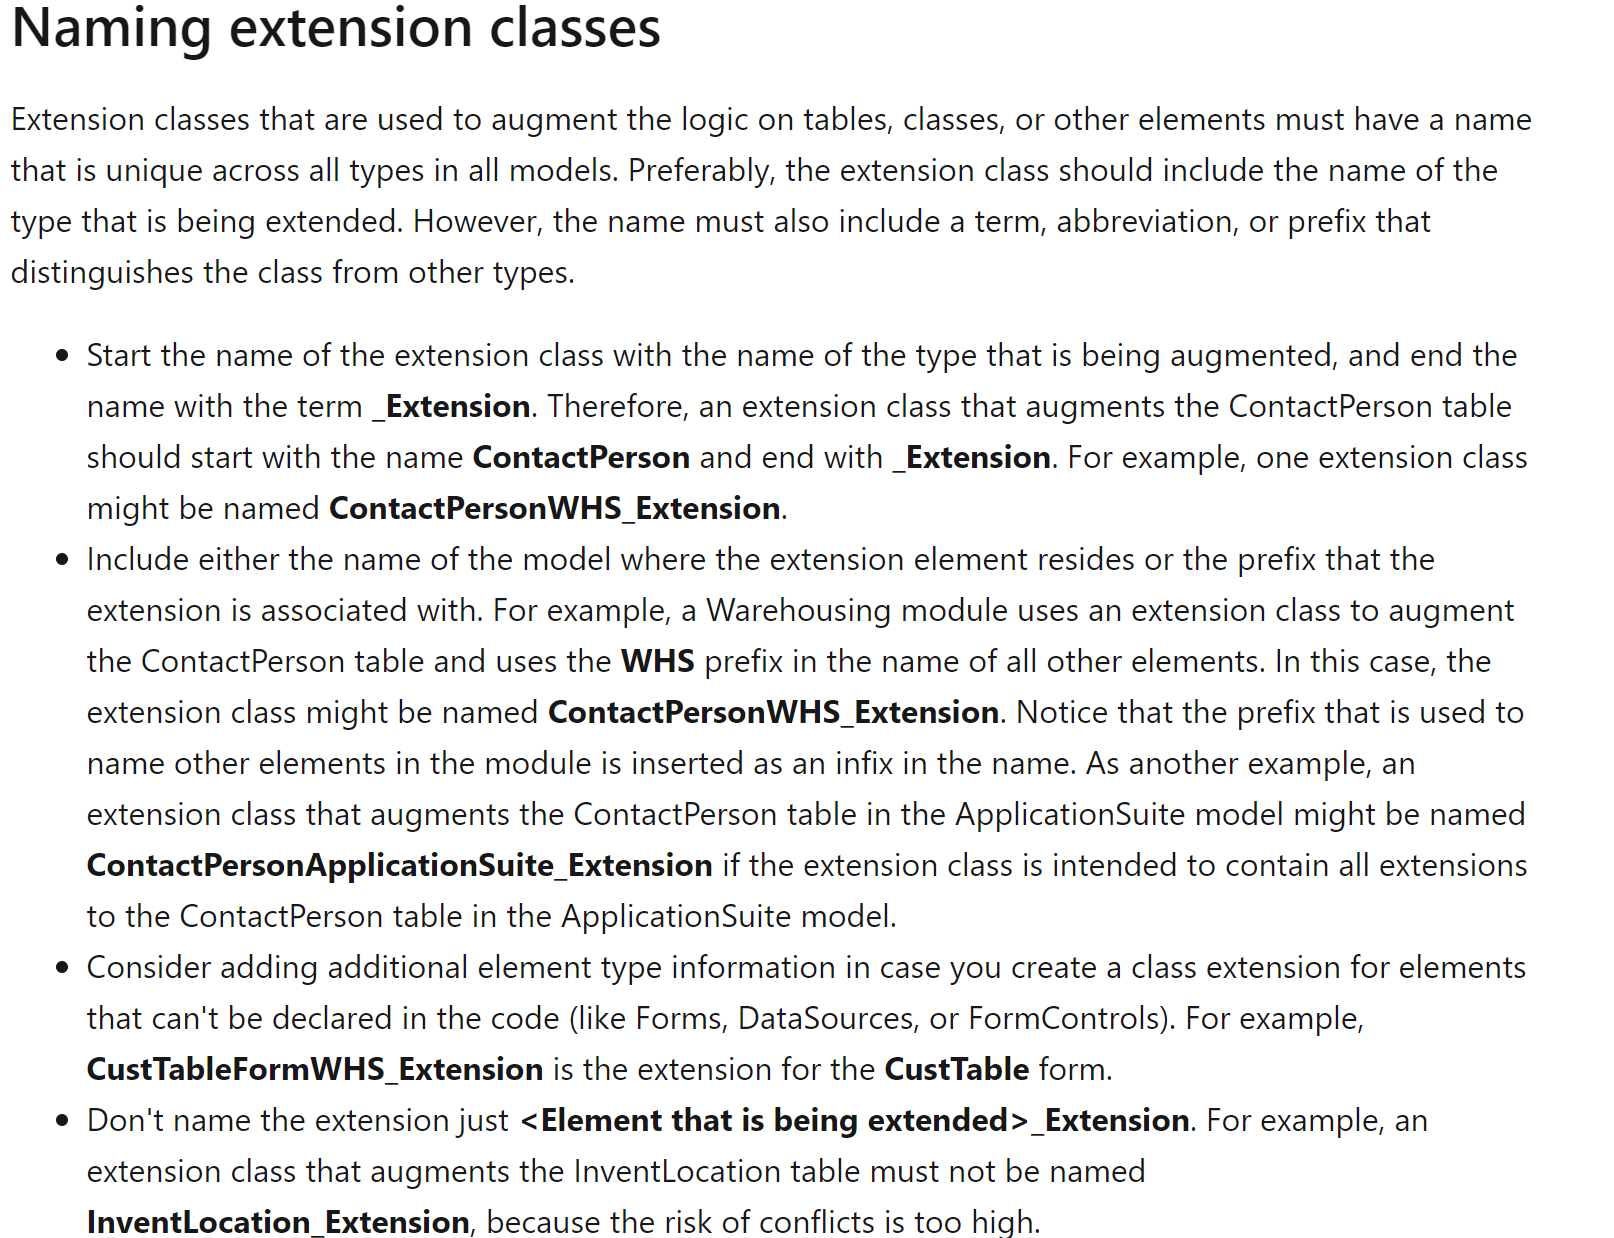 Naming extension classes
Extension classes that are used to augment the logic on tables, classes, or other elements must have a name
that is unique across all types in all models. Preferably, the extension class should include the name of the
type that is being extended. However, the name must also include a term, abbreviation, or prefix that
distinguishes the class from other types.
• Start the name of the extension class with the name of the type that is being augmented, and end the
name with the term _Extension. Therefore, an extension class that augments the ContactPerson table
should start with the name ContactPerson and end with _Extension. For example, one extension class
might be named ContactPersonWHS_Extension.
• Include either the name of the model where the extension element resides or the prefix that the
extension is associated with. For example, a Warehousing module uses an extension class to augment
the ContactPerson table and uses the WHS prefix in the name of all other elements. In this case, the
extension class might be named ContactPersonWHS_Extension. Notice that the prefix that is used to
name other elements in the module is inserted as an infix in the name. As another example, an
extension class that augments the ContactPerson table in the ApplicationSuite model might be named
ContactPersonApplicationSuite_Extension if the extension class is intended to contain all extensions
to the ContactPerson table in the ApplicationSuite model.
• Consider adding additional element type information in case you create a class extension for elements
that can't be declared in the code (like Forms, DataSources, or FormControls). For example,
CustTableFormWHS_Extension is the extension for the CustTable form.
• Don't name the extension just <Element that is being extended>_Extension. For example, an
extension class that augments the InventLocation table must not be named
InventLocation_Extension, because the risk of conflicts is too high.